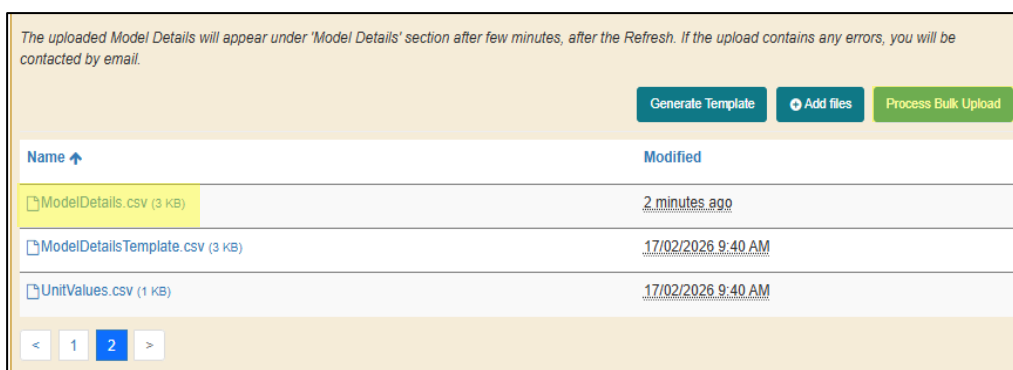 The uploaded Model Details will appear under 'Model Details' section after few minutes, after the Refresh. If the upload contains any errors, you will be
contacted by email.
Generate Template Add files Process Bulk Upload
Name Modified
ModelDetails.csv (3 KB) 2 minutes ago
ModelDetailsTemplate.csv (3 KB) 17/02/2026 9:40 AM
UnitValues.csv (1 KB) 17/02/2026 9:40 AM
< 1 2 >